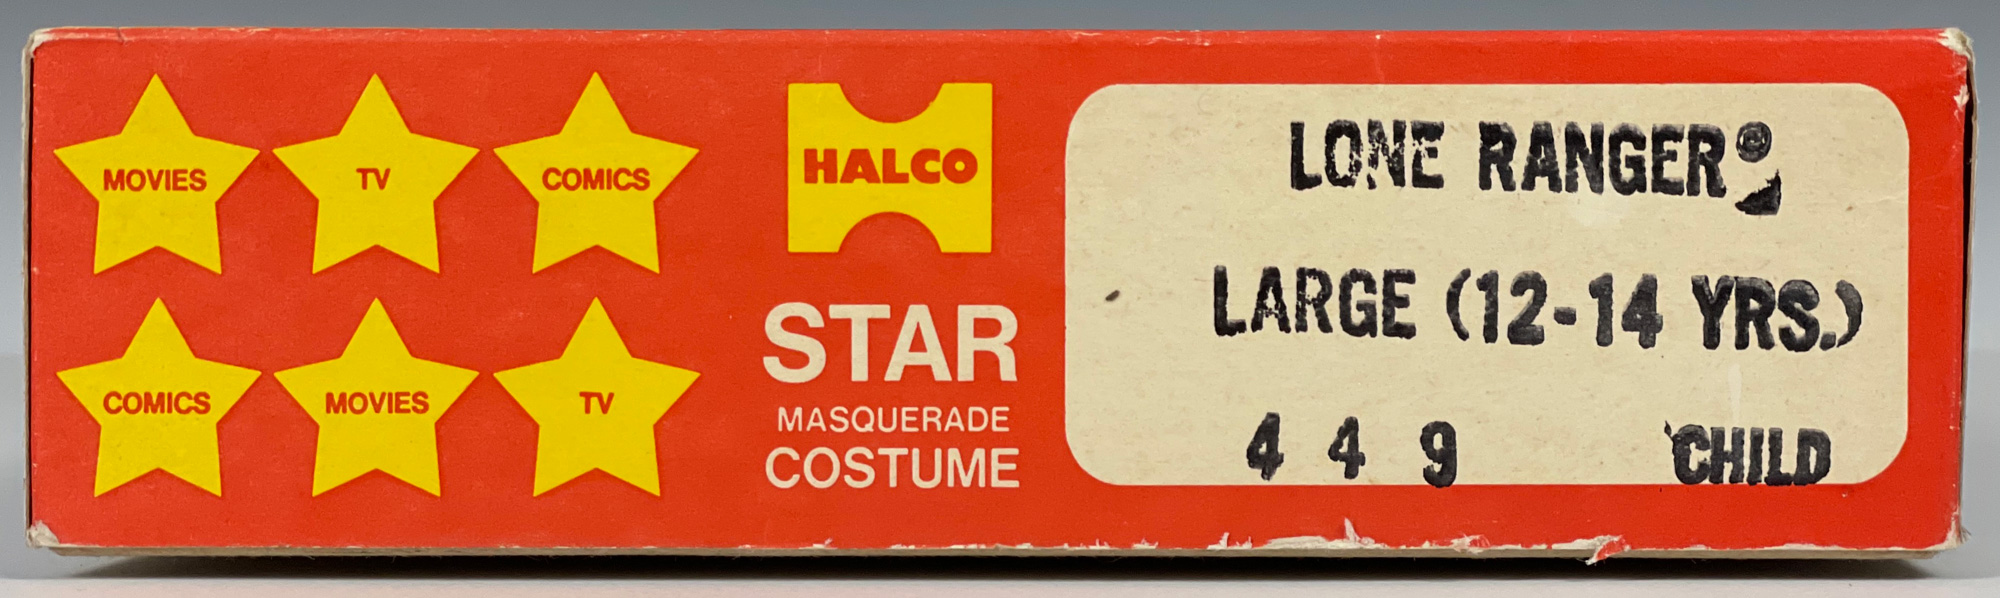 MOVIES TV COMICS
COMICS MOVIES TV
HALCO
STAR
MASQUERADE
COSTUME
LONE RANGER®
LARGE (12-14 YRS.)
4 4 9 CHILD